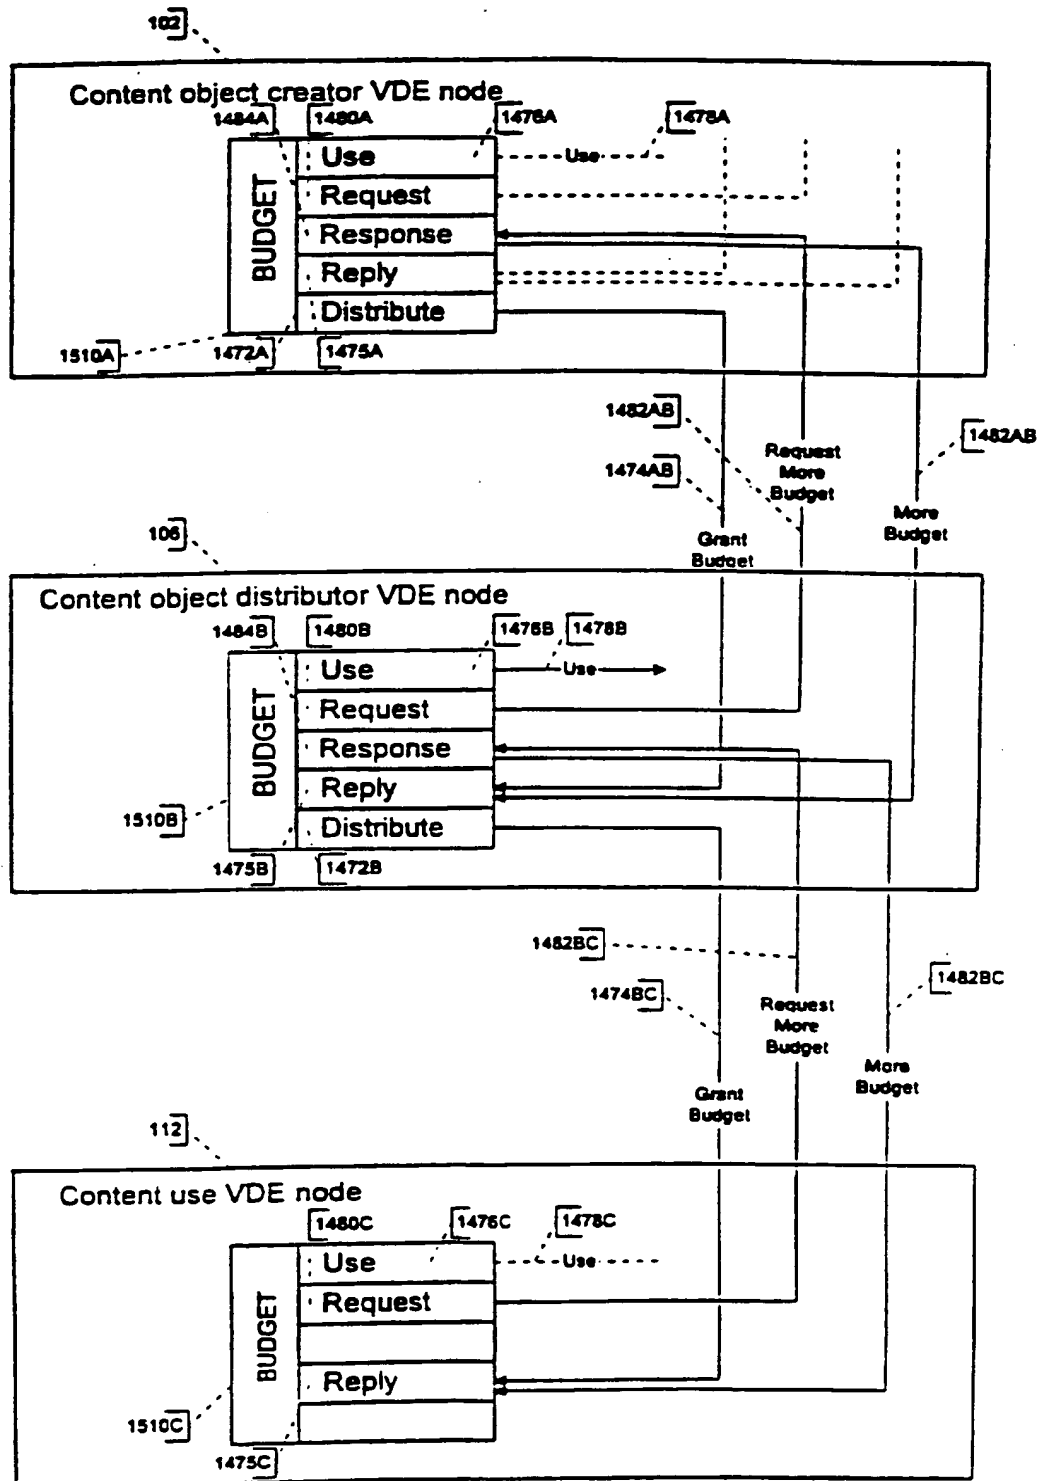 102
Content object creator VDE node
1484A
1480A
1476A
1478A
BUDGET
Use
Use
Request
Response
Reply
Distribute
1510A
1472A
1475A
1482AB
1482AB
1474AB
Request
More
Budget
More
Budget
Grant
Budget
106
Content object distributor VDE node
1484B
1480B
1476B
1478B
BUDGET
Use
Use
Request
Response
Reply
Distribute
1510B
1475B
1472B
1482BC
1482BC
1474BC
Request
More
Budget
More
Budget
Grant
Budget
112
Content use VDE node
1480C
1476C
1478C
BUDGET
Use
Use
Request
Reply
1510C
1475C